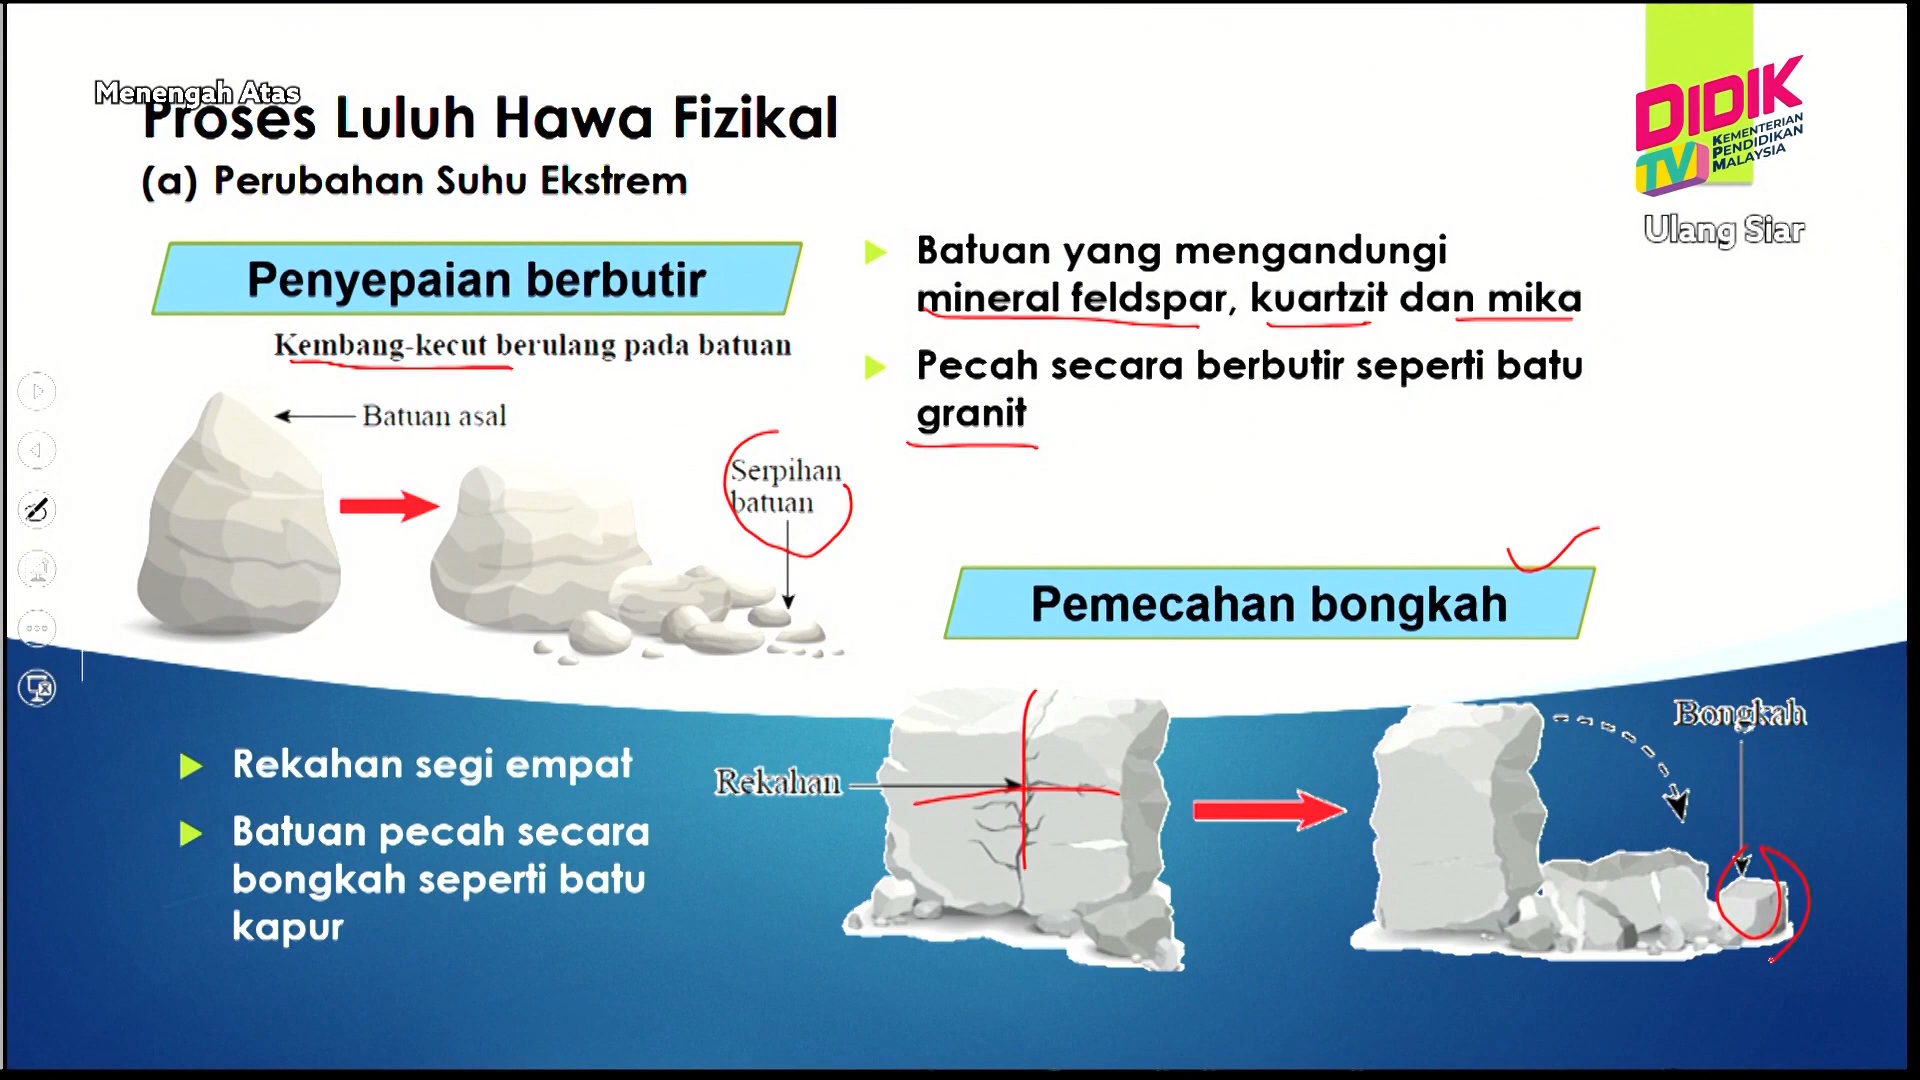 Menengah Atas
Proses Luluh Hawa Fizikal
(a) Perubahan Suhu Ekstrem
DIDIK
TV
KEMENTERIAN
PENDIDIKAN
MALAYSIA
Ulang Siar
Penyepaian berbutir
Kembang-kecut berulang pada batuan
Batuan asal
Serpihan
batuan
Batuan yang mengandungi
mineral feldspar, kuartzit dan mika
Pecah secara berbutir seperti batu
granit
Pemecahan bongkah
Rekahan segi empat
Batuan pecah secara
bongkah seperti batu
kapur
Rekahan
Bongkah